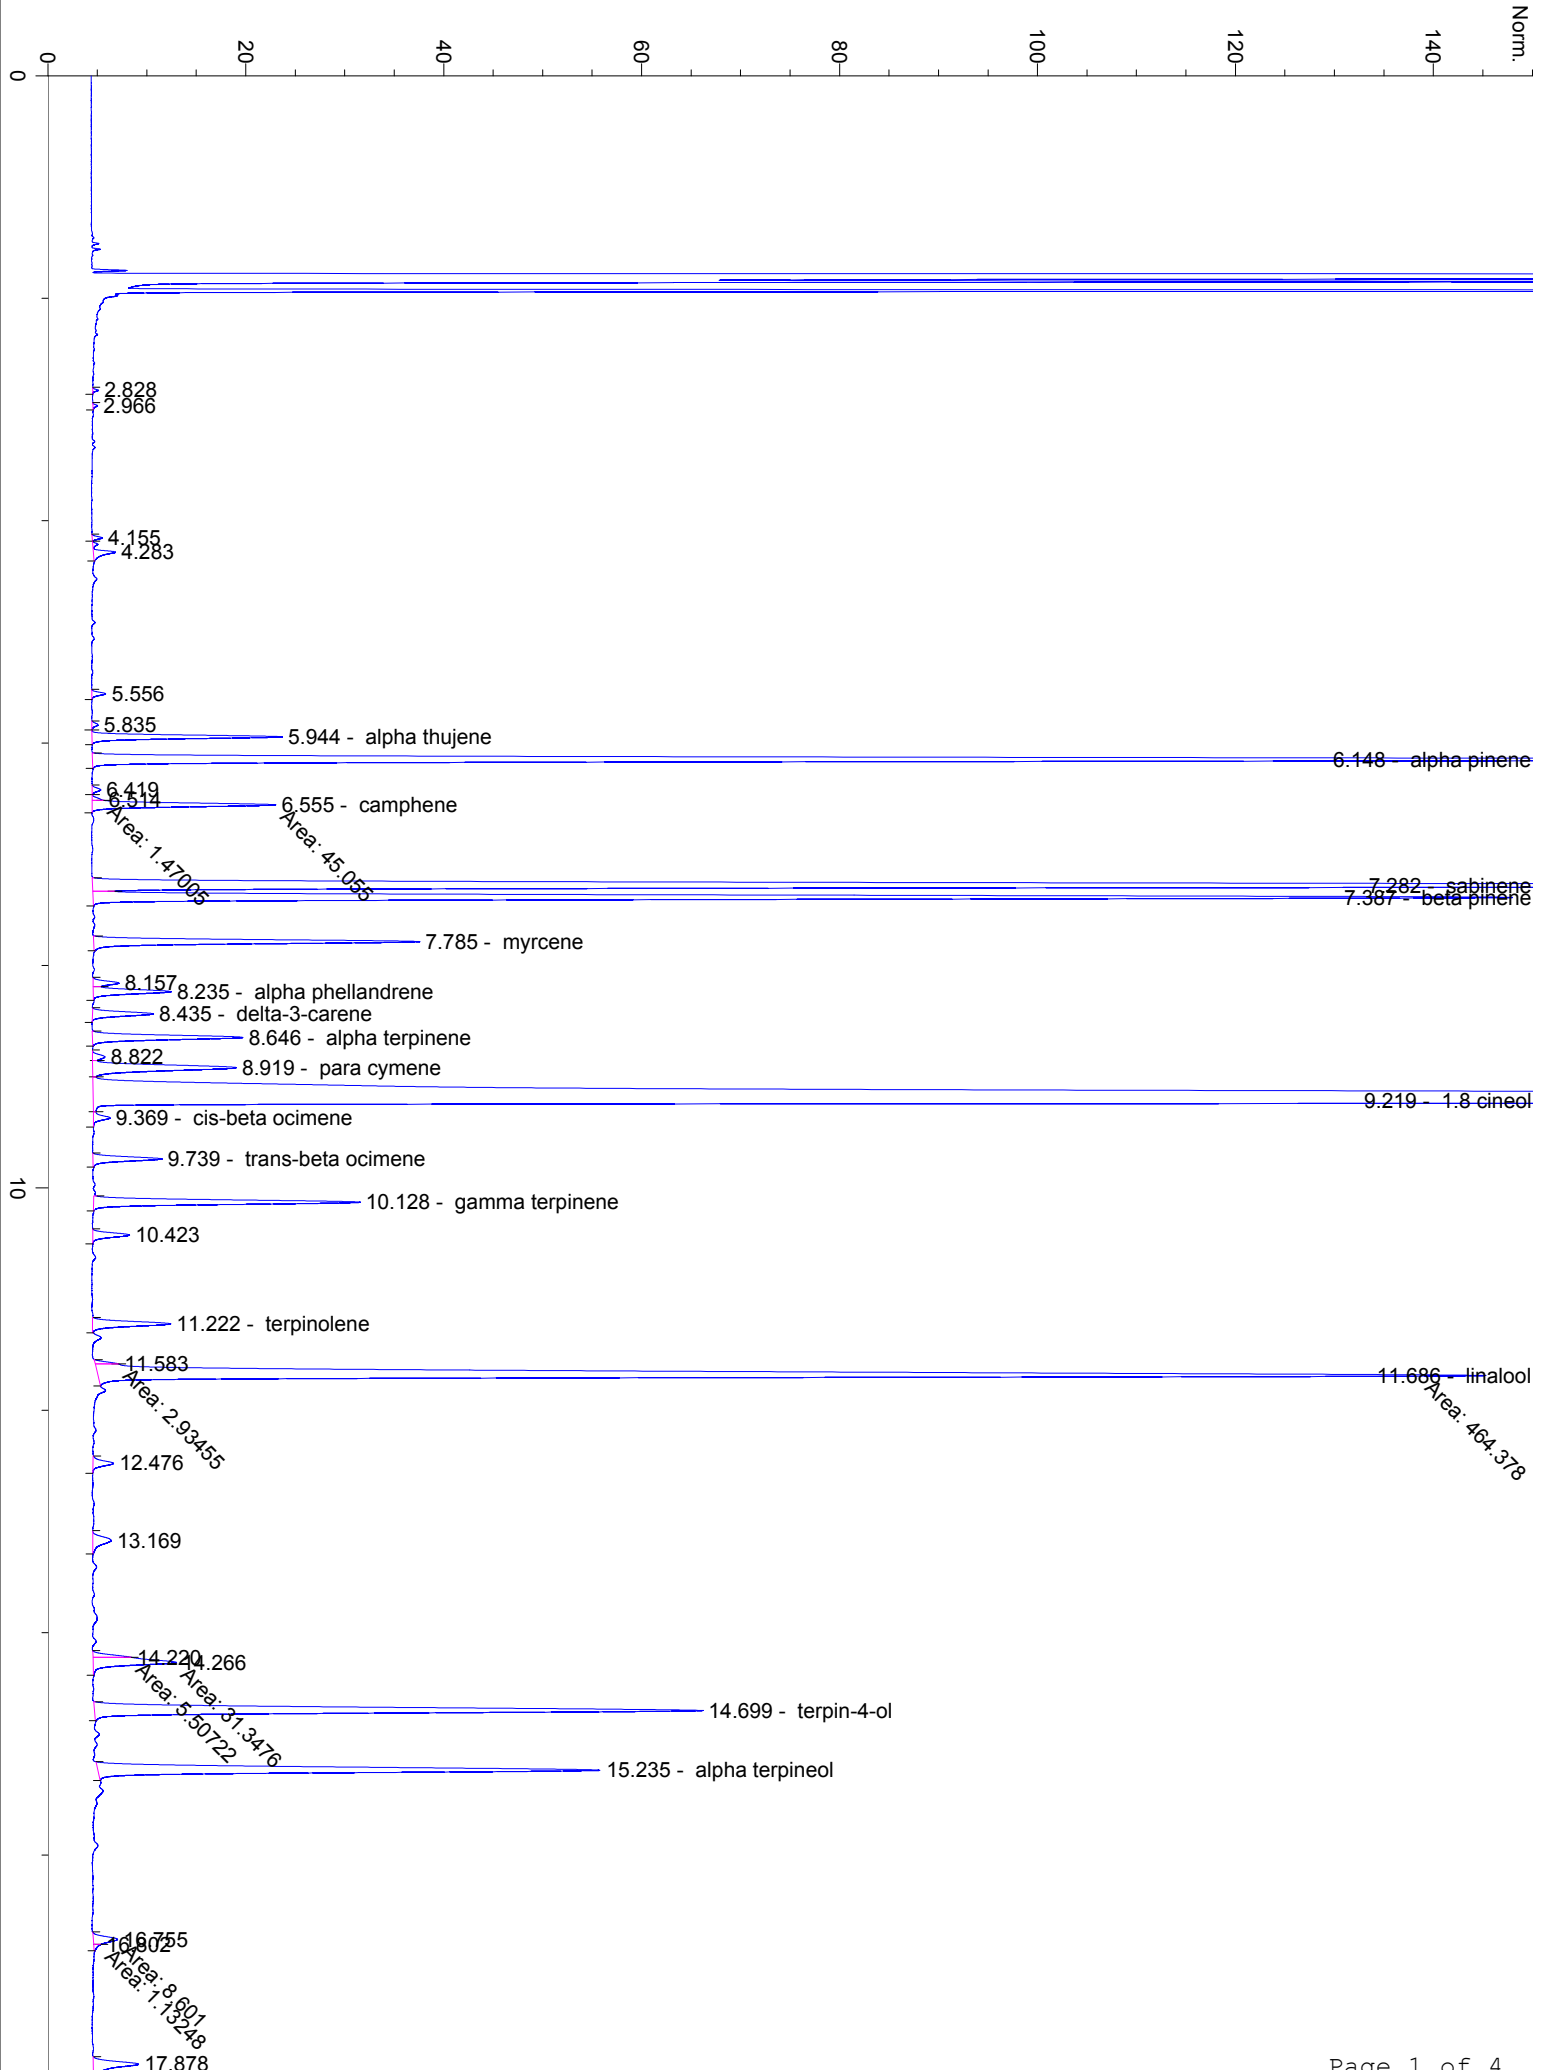 Norm.
0
20
40
60
80
100
120
140
0
2.828
2.966
4.155
4.283
5.556
5.835
5.944 - alpha thujene
6.148 - alpha pinene
6.419
6.514
Area: 1.47005
6.555 - camphene
Area: 45.055
7.282 - sabinene
7.387 - beta pinene
7.785 - myrcene
8.157
8.235 - alpha phellandrene
8.435 - delta-3-carene
8.646 - alpha terpinene
8.822
8.919 - para cymene
9.219 - 1.8 cineol
9.369 - cis-beta ocimene
9.739 - trans-beta ocimene
10
10.128 - gamma terpinene
10.423
11.222 - terpinolene
11.583
Area: 2.93455
11.686 - linalool
Area: 464.378
12.476
13.169
14.220
Area: 5.50722
14.266
Area: 31.3476
14.699 - terpin-4-ol
15.235 - alpha terpineol
16.755
Area: 8.601
16.802
Area: 1.13248
17.878
Page 1 of 4